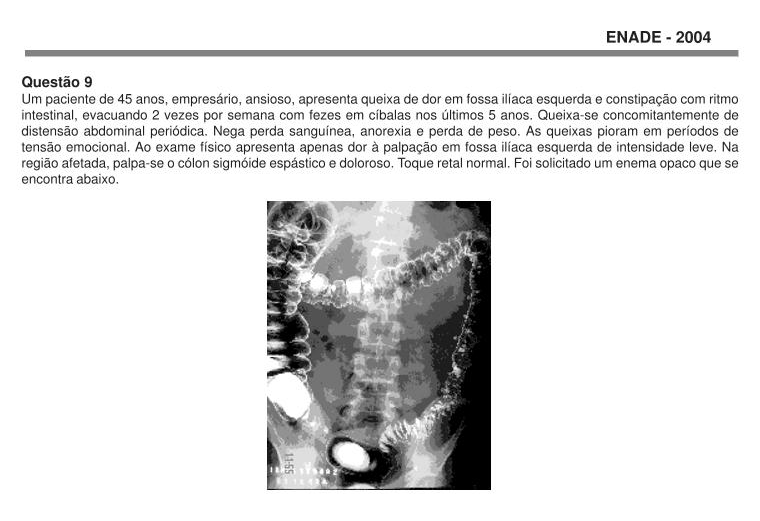 ENADE - 2004
Questão 9
Um paciente de 45 anos, empresário, ansioso, apresenta queixa de dor em fossa ilíaca esquerda e constipação com ritmo
intestinal, evacuando 2 vezes por semana com fezes em cíbalas nos últimos 5 anos. Queixa-se concomitantemente de
distensão abdominal periódica. Nega perda sanguínea, anorexia e perda de peso. As queixas pioram em períodos de
tensão emocional. Ao exame físico apresenta apenas dor à palpação em fossa ilíaca esquerda de intensidade leve. Na
região afetada, palpa-se o cólon sigmóide espástico e doloroso. Toque retal normal. Foi solicitado um enema opaco que se
encontra abaixo.
11:55